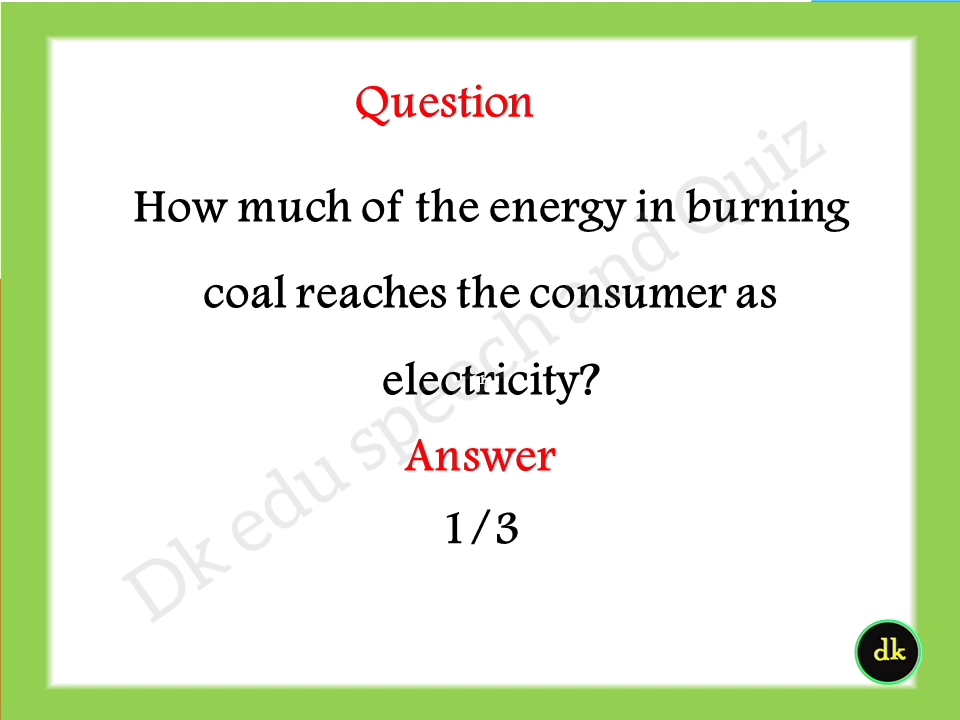 Question
How much of the energy in burning
coal reaches the consumer as
electricity?
Answer
1/3
Dk edu speech and Quiz
dk